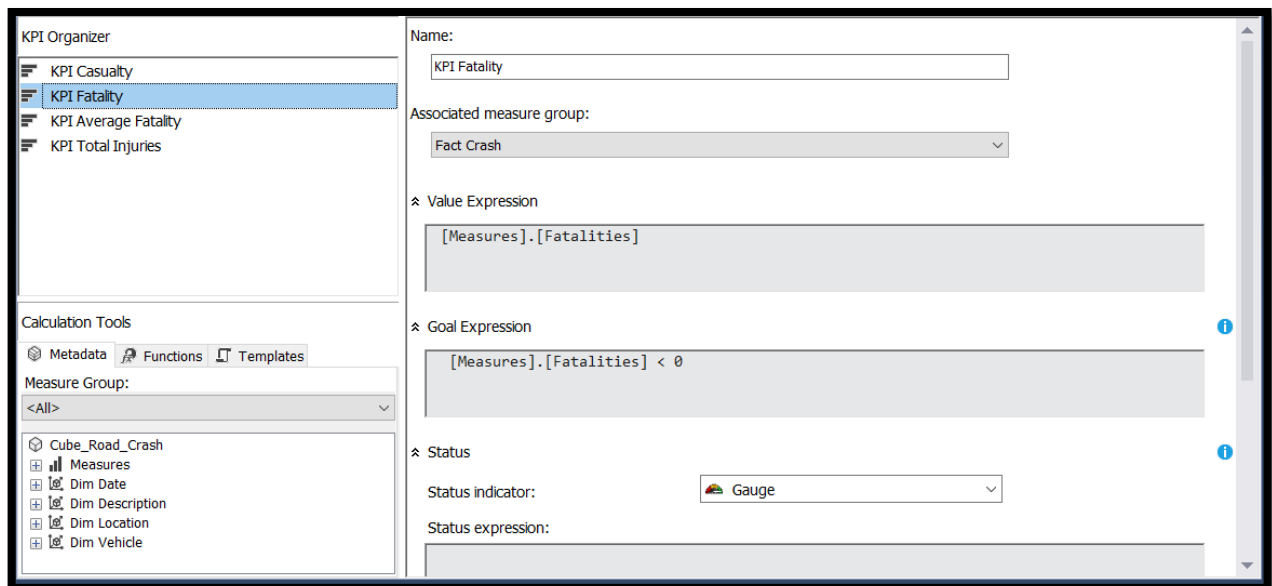 KPI Organizer
KPI Casualty
KPI Fatality
KPI Average Fatality
KPI Total Injuries
Calculation Tools
Metadata Functions Templates
Measure Group:
<All>
Cube_Road_Crash
Measures
Dim Date
Dim Description
Dim Location
Dim Vehicle
Name:
KPI Fatality
Associated measure group:
Fact Crash
Value Expression
[Measures].[Fatalities]
Goal Expression
[Measures].[Fatalities] < 0
Status
Status indicator: Gauge
Status expression: